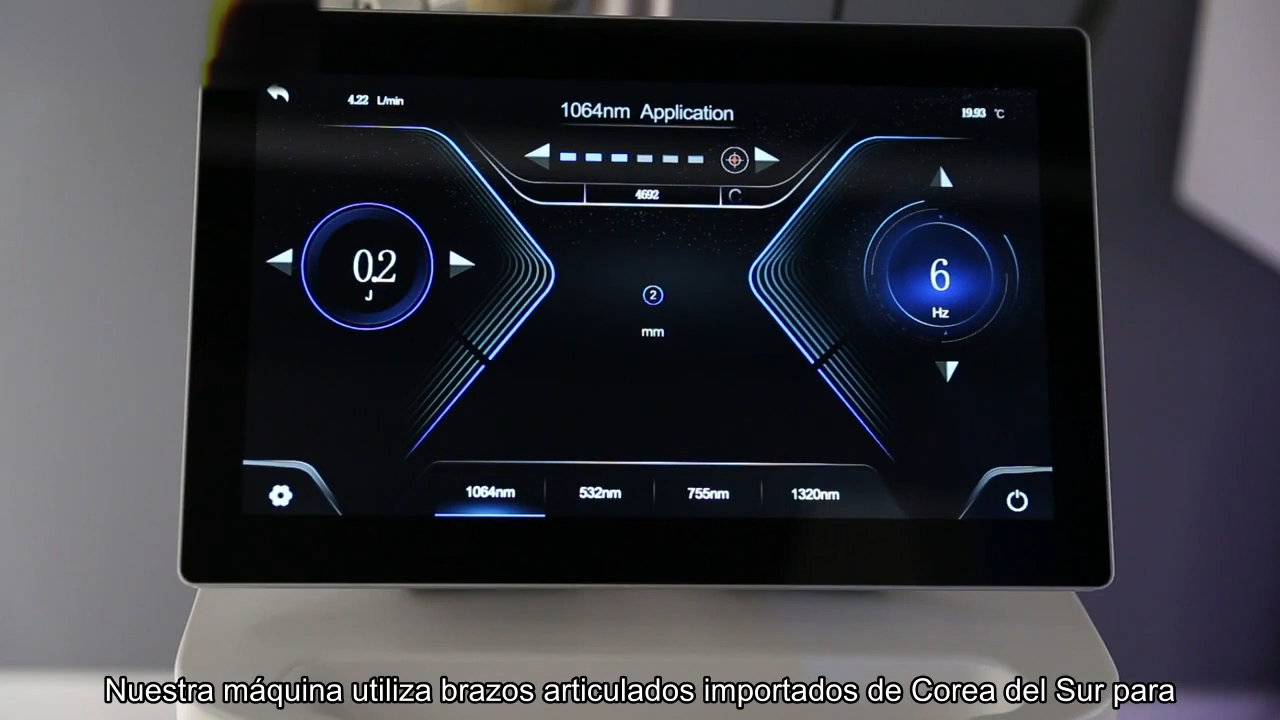 4.22 L/min
1064nm Application
19.93 °C
4692
0.2
J
2
mm
6
Hz
1064nm 532nm 755nm 1320nm
Nuestra máquina utiliza brazos articulados importados de Corea del Sur para